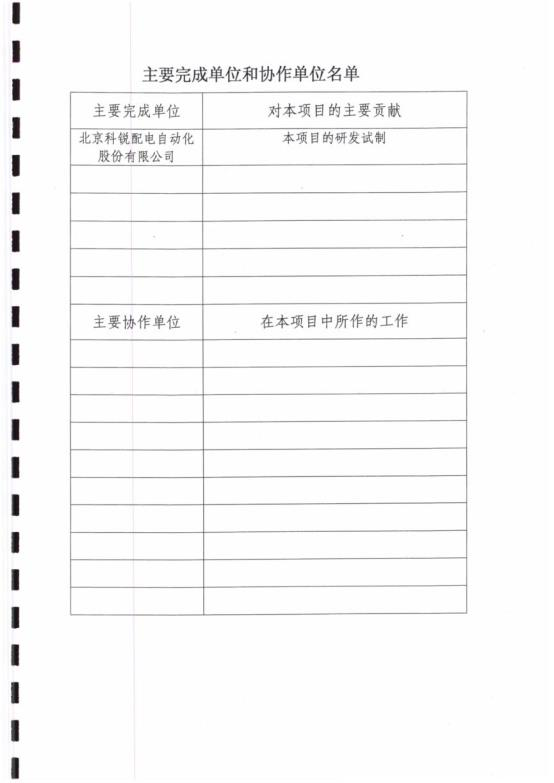 主要完成单位和协作单位名单
主要完成单位 对本项目的主要贡献
北京科锐配电自动化 本项目的研发试制
股份有限公司
主要协作单位 在本项目中所作的工作